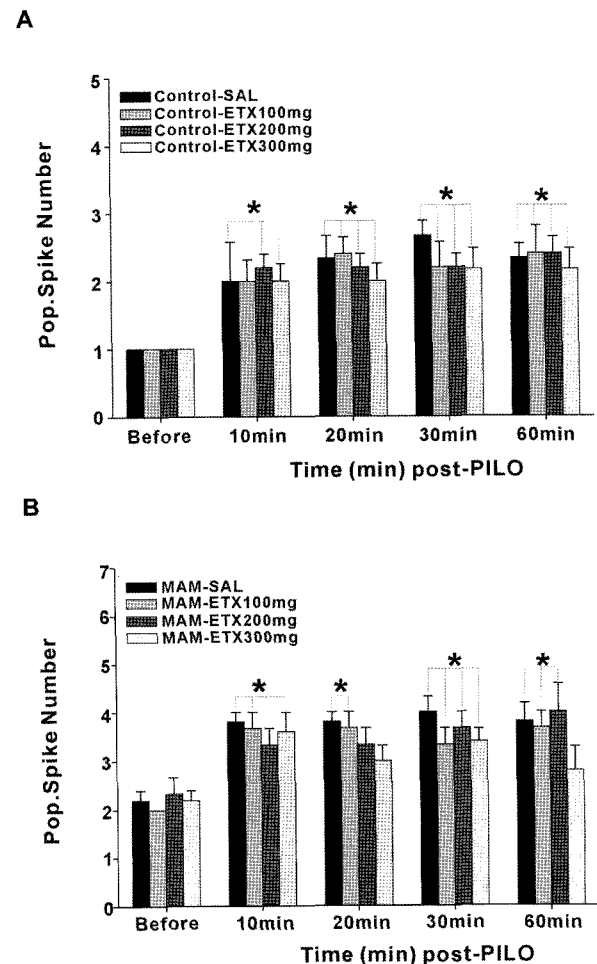 A
5
Control-SAL
Control-ETX100mg
Control-ETX200mg
Control-ETX300mg
4
3
2
1
0
Pop.Spike Number
* * * *
Before 10min 20min 30min 60min
Time (min) post-PILO
B
7
MAM-SAL
MAM-ETX100mg
MAM-ETX200mg
MAM-ETX300mg
6
5
4
3
2
1
0
Pop.Spike Number
* * * *
Before 10min 20min 30min 60min
Time (min) post-PILO